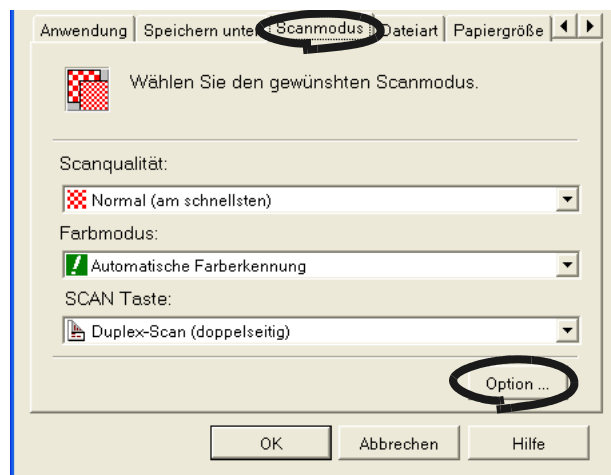 Anwendung Speichern unter Scanmodus Dateiart Papiergröße
Wählen Sie den gewünshten Scanmodus.
Scanqualität:
Normal (am schnellsten)
Farbmodus:
Automatische Farberkennung
SCAN Taste:
Duplex-Scan (doppelseitig)
Option ...
OK Abbrechen Hilfe